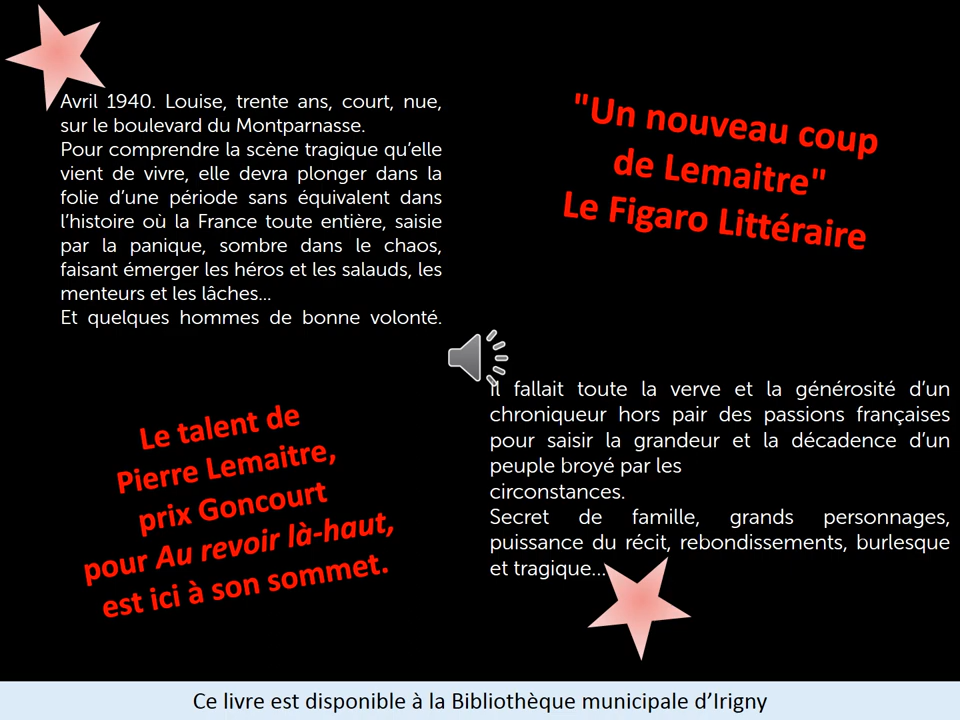 Avril 1940. Louise, trente ans, court, nue,
sur le boulevard du Montparnasse.
Pour comprendre la scène tragique qu’elle
vient de vivre, elle devra plonger dans la
folie d’une période sans équivalent dans
l’histoire où la France toute entière, saisie
par la panique, sombre dans le chaos,
faisant émerger les héros et les salauds, les
menteurs et les lâches...
Et quelques hommes de bonne volonté.
"Un nouveau coup
de Lemaitre"
Le Figaro Littéraire
Le talent de
Pierre Lemaitre,
prix Goncourt
pour Au revoir là-haut,
est ici à son sommet.
Il fallait toute la verve et la générosité d’un
chroniqueur hors pair des passions françaises
pour saisir la grandeur et la décadence d’un
peuple broyé par les
circonstances.
Secret de famille, grands personnages,
puissance du récit, rebondissements, burlesque
et tragique...
Ce livre est disponible à la Bibliothèque municipale d’Irigny